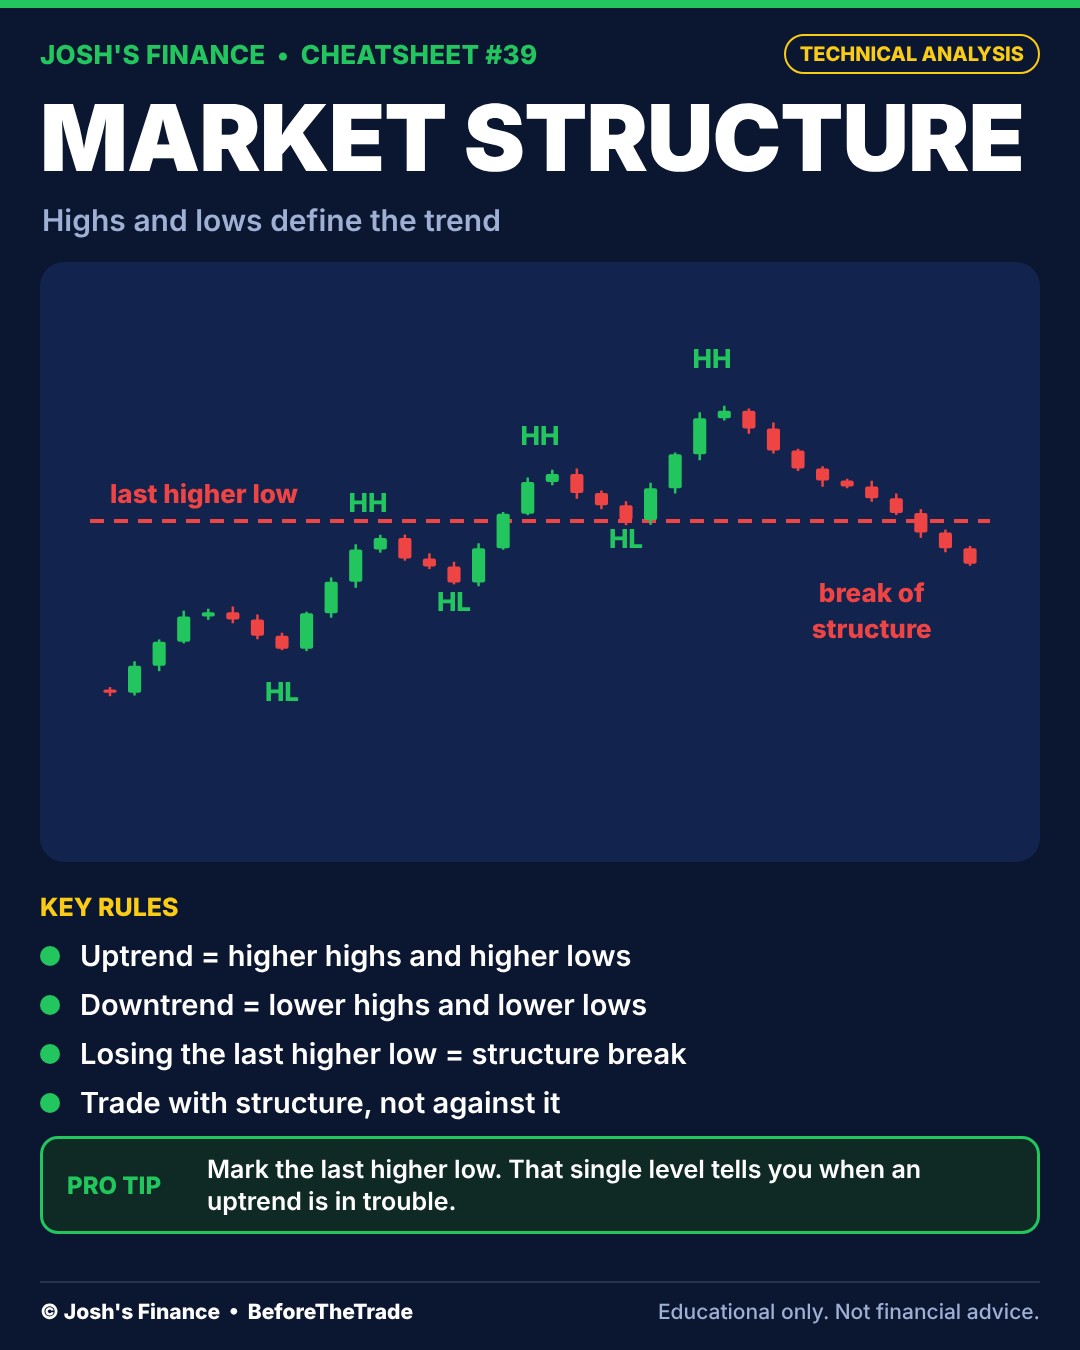 JOSH'S FINANCE • CHEATSHEET #39
TECHNICAL ANALYSIS
MARKET STRUCTURE
Highs and lows define the trend
HH
HH
last higher low
HH
HL
HL
break of
structure
HL
KEY RULES
Uptrend = higher highs and higher lows
Downtrend = lower highs and lower lows
Losing the last higher low = structure break
Trade with structure, not against it
PRO TIP
Mark the last higher low. That single level tells you when an
uptrend is in trouble.
© Josh's Finance • BeforeTheTrade
Educational only. Not financial advice.